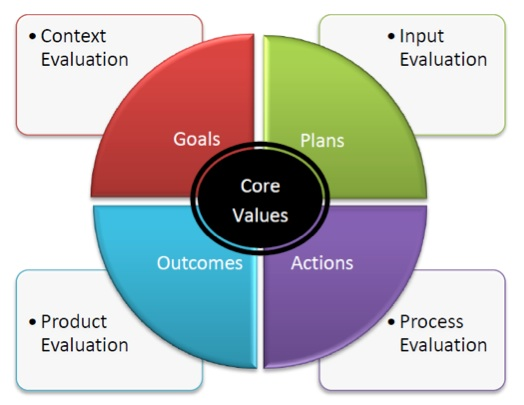 • Context
Evaluation
• Input
Evaluation
Goals
Plans
Core
Values
Outcomes
Actions
• Product
Evaluation
• Process
Evaluation